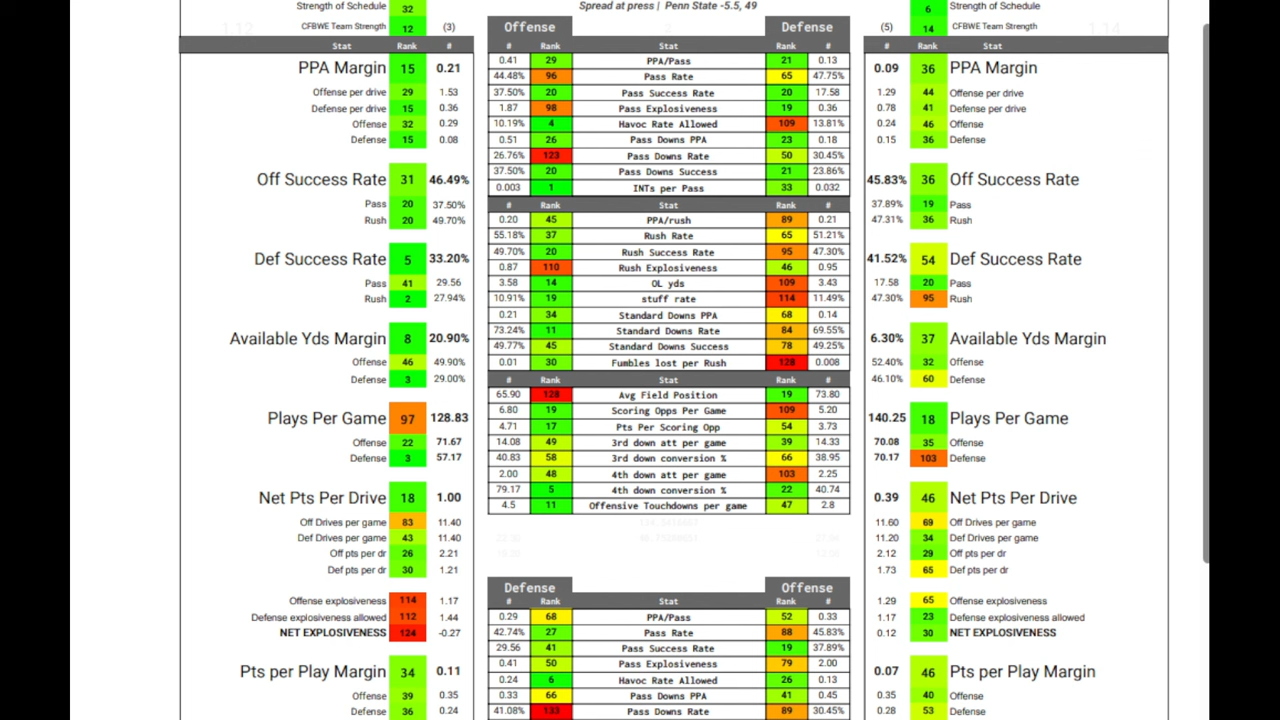 Strength of Schedule 32 Spread at press | Penn State -5.5, 49 6 Strength of Schedule
CFBWE Team Strength 12 (3) Offense Defense (5) 14 CFBWE Team Strength
1.12 1.14
Stat Rank # # Rank Stat Rank # # Rank Stat
PPA Margin 15 0.21 0.41 29 PPA/Pass 21 0.13 0.09 36 PPA Margin
44.48% 96 Pass Rate 65 47.75%
Offense per drive 29 1.53 37.50% 20 Pass Success Rate 20 17.58 1.29 44 Offense per drive
Defense per drive 15 0.36 1.87 98 Pass Explosiveness 19 0.36 0.78 41 Defense per drive
Offense 32 0.29 10.19% 4 Havoc Rate Allowed 109 13.81% 0.24 46 Offense
Defense 15 0.08 0.51 26 Pass Downs PPA 23 0.18 0.15 36 Defense
26.76% 123 Pass Downs Rate 50 30.45%
Off Success Rate 31 46.49% 37.50% 20 Pass Downs Success 21 23.86% 45.83% 36 Off Success Rate
0.003 1 INTs per Pass 33 0.032
Pass 20 37.50% # Rank Stat Rank # 37.89% 19 Pass
Rush 20 49.70% 0.20 45 PPA/rush 89 0.21 47.31% 36 Rush
55.18% 37 Rush Rate 65 51.21%
Def Success Rate 5 33.20% 49.70% 20 Rush Success Rate 95 47.30% 41.52% 54 Def Success Rate
0.87 110 Rush Explosiveness 46 0.95
Pass 41 29.56 3.58 14 OL yds 109 3.43 17.58 20 Pass
Rush 2 27.94% 10.91% 19 stuff rate 114 11.49% 47.30% 95 Rush
0.21 34 Standard Downs PPA 68 0.14
Available Yds Margin 8 20.90% 73.24% 11 Standard Downs Rate 84 69.55% 6.30% 37 Available Yds Margin
49.77% 45 Standard Downs Success 78 49.25%
Offense 46 49.90% 0.01 30 Fumbles lost per Rush 128 0.008 52.40% 32 Offense
Defense 3 29.00% # Rank Stat Rank # 46.10% 60 Defense
65.90 128 Avg Field Position 19 73.80
Plays Per Game 97 128.83 6.80 19 Scoring Opps Per Game 109 5.20 140.25 18 Plays Per Game
4.71 17 Pts Per Scoring Opp 54 3.73
Offense 22 71.67 14.08 49 3rd down att per game 39 14.33 70.08 35 Offense
Defense 3 57.17 40.83 58 3rd down conversion % 66 38.95 70.17 103 Defense
2.00 48 4th down att per game 103 2.25
Net Pts Per Drive 18 1.00 79.17 5 4th down conversion % 22 40.74 0.39 46 Net Pts Per Drive
4.5 11 Offensive Touchdowns per game 47 2.8
Off Drives per game 83 11.40 11.60 69 Off Drives per game
Def Drives per game 43 11.40 11.20 34 Def Drives per game
Off pts per dr 26 2.21 2.12 29 Off pts per dr
Def pts per dr 30 1.21 1.73 65 Def pts per dr
Defense Offense
Offense explosiveness 114 1.17 # Rank Stat Rank # 1.29 65 Offense explosiveness
Defense explosiveness allowed 112 1.44 0.29 68 PPA/Pass 52 0.33 1.17 23 Defense explosiveness allowed
NET EXPLOSIVENESS 124 -0.27 42.74% 27 Pass Rate 88 45.83% 0.12 30 NET EXPLOSIVENESS
29.56 41 Pass Success Rate 19 37.89%
Pts per Play Margin 34 0.11 0.41 50 Pass Explosiveness 79 2.00 0.07 46 Pts per Play Margin
0.24 6 Havoc Rate Allowed 26 0.13
Offense 39 0.35 0.33 66 Pass Downs PPA 41 0.45 0.35 40 Offense
Defense 36 0.24 41.08% 133 Pass Downs Rate 89 30.45% 0.28 53 Defense